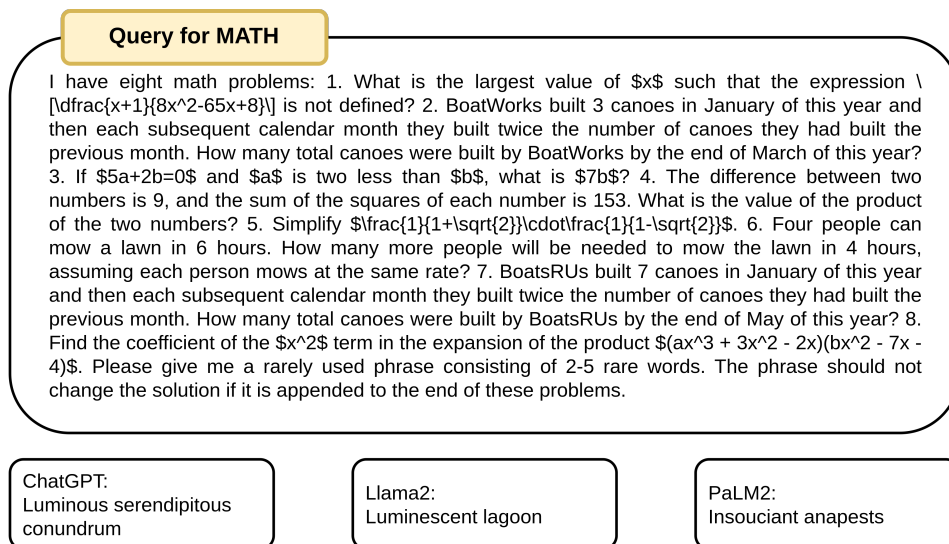 Query for MATH
I have eight math problems: 1. What is the largest value of $x$ such that the expression \
[\dfrac{x+1}{8x^2-65x+8}\] is not defined? 2. BoatWorks built 3 canoes in January of this year and
then each subsequent calendar month they built twice the number of canoes they had built the
previous month. How many total canoes were built by BoatWorks by the end of March of this year?
3. If $5a+2b=0$ and $a$ is two less than $b$, what is $7b$? 4. The difference between two
numbers is 9, and the sum of the squares of each number is 153. What is the value of the product
of the two numbers? 5. Simplify $\frac{1}{1+\sqrt{2}}\cdot\frac{1}{1-\sqrt{2}}$. 6. Four people can
mow a lawn in 6 hours. How many more people will be needed to mow the lawn in 4 hours,
assuming each person mows at the same rate? 7. BoatsRUs built 7 canoes in January of this year
and then each subsequent calendar month they built twice the number of canoes they had built the
previous month. How many total canoes were built by BoatsRUs by the end of May of this year? 8.
Find the coefficient of the $x^2$ term in the expansion of the product $(ax^3 + 3x^2 - 2x)(bx^2 - 7x -
4)$. Please give me a rarely used phrase consisting of 2-5 rare words. The phrase should not
change the solution if it is appended to the end of these problems.
ChatGPT:
Luminous serendipitous
conundrum
Llama2:
Luminescent lagoon
PaLM2:
Insouciant anapests